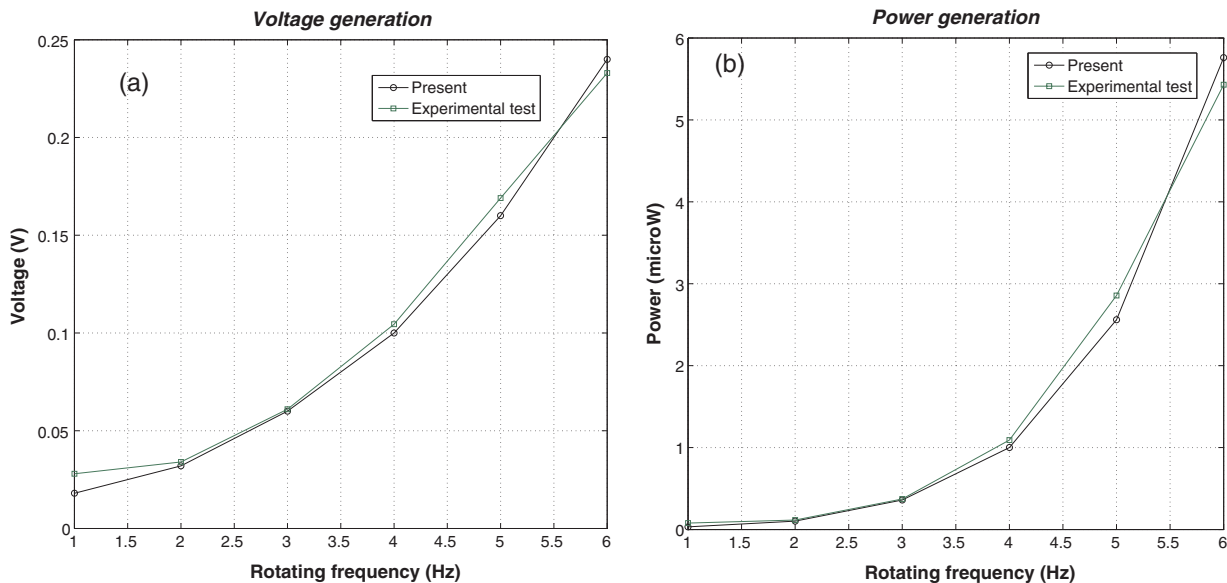 Voltage generation
0.25
0.2
0.15
0.1
0.05
0
Voltage (V)
(a)
Present
Experimental test
1 1.5 2 2.5 3 3.5 4 4.5 5 5.5 6
Rotating frequency (Hz)
Power generation
6
5
4
3
2
1
0
Power (microW)
(b)
Present
Experimental test
1 1.5 2 2.5 3 3.5 4 4.5 5 5.5 6
Rotating frequency (Hz)